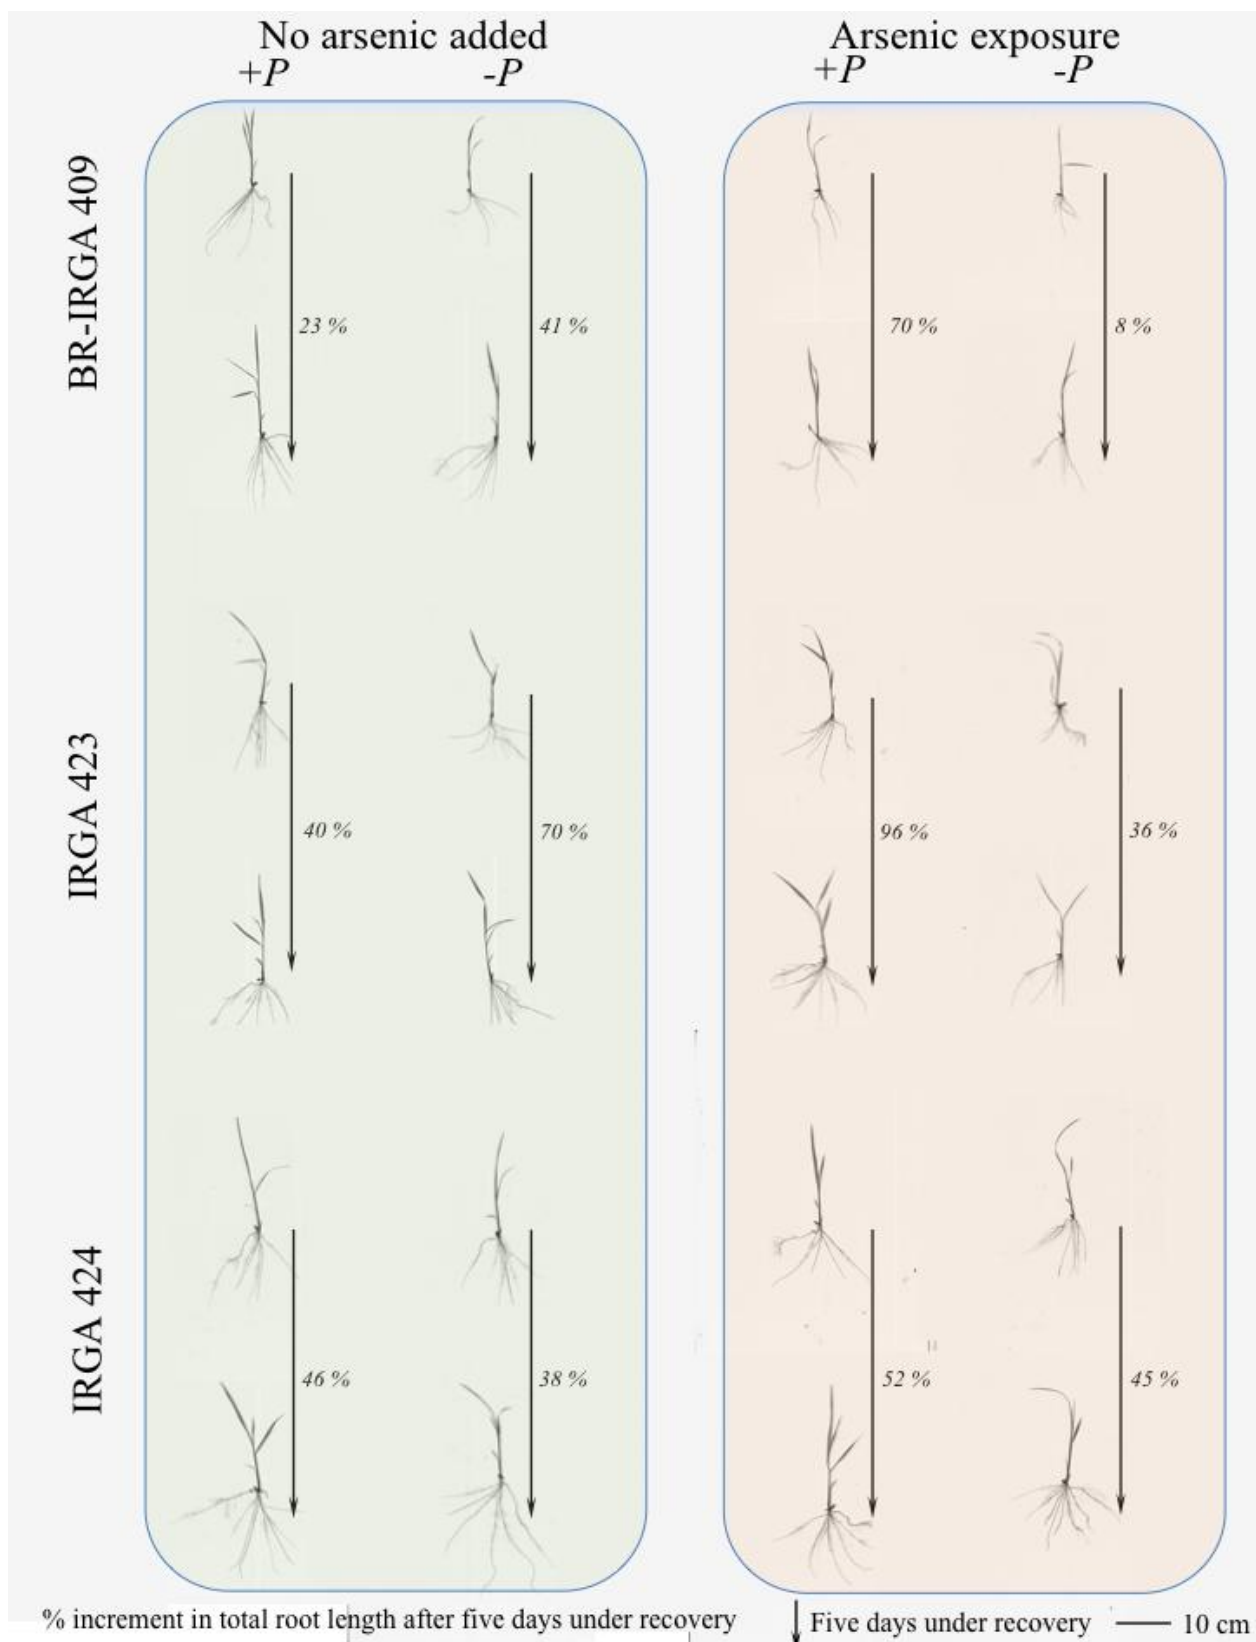 No arsenic added
Arsenic exposure
+P
-P
+P
-P
BR-IRGA 409
23 %
41 %
70 %
8 %
IRGA 423
40 %
70 %
96 %
36 %
IRGA 424
46 %
38 %
52 %
45 %
% increment in total root length after five days under recovery
Five days under recovery
10 cm